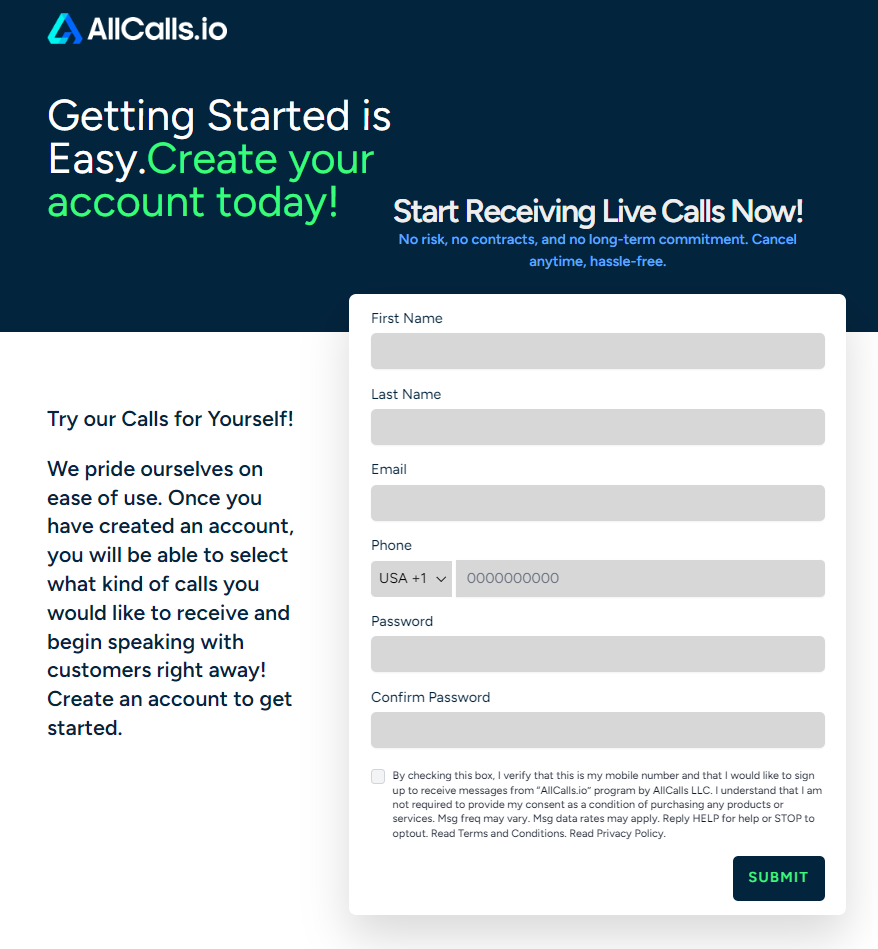 AllCalls.io
Getting Started is
Easy.Create your
account today!
Start Receiving Live Calls Now!
No risk, no contracts, and no long-term commitment. Cancel
anytime, hassle-free.
Try our Calls for Yourself!
We pride ourselves on
ease of use. Once you
have created an account,
you will be able to select
what kind of calls you
would like to receive and
begin speaking with
customers right away!
Create an account to get
started.
First Name
Last Name
Email
Phone
USA +1 0000000000
Password
Confirm Password
By checking this box, I verify that this is my mobile number and that I would like to sign
up to receive messages from “AllCalls.io” program by AllCalls LLC. I understand that I am
not required to provide my consent as a condition of purchasing any products or
services. Msg freq may vary. Msg data rates may apply. Reply HELP for help or STOP to
optout. Read Terms and Conditions. Read Privacy Policy.
SUBMIT